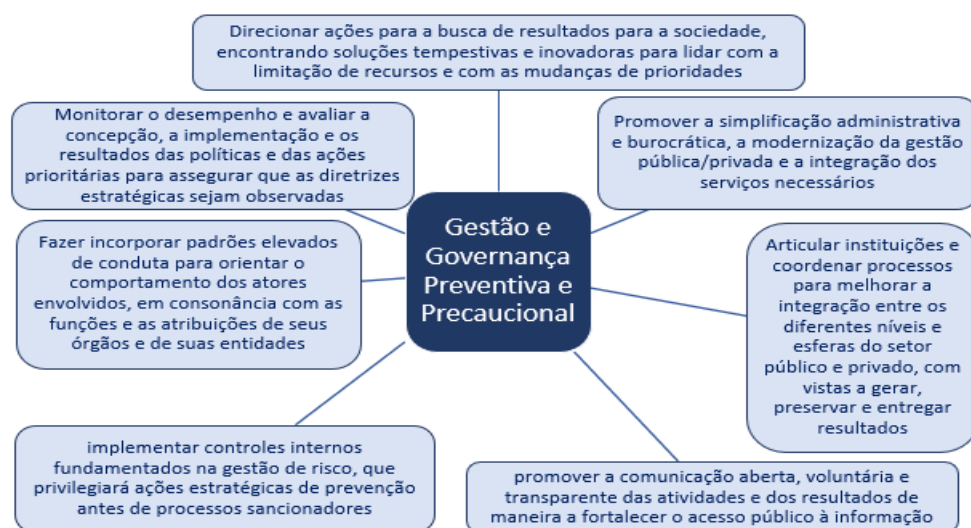 Direcionar ações para a busca de resultados para a sociedade,
encontrando soluções tempestivas e inovadoras para lidar com a
limitação de recursos e com as mudanças de prioridades
Monitorar o desempenho e avaliar a
concepção, a implementação e os
resultados das políticas e das ações
prioritárias para assegurar que as diretrizes
estratégicas sejam observadas
Promover a simplificação administrativa
e burocrática, a modernização da gestão
pública/privada e a integração dos
serviços necessários
Gestão e
Governança
Preventiva e
Precaucional
Fazer incorporar padrões elevados
de conduta para orientar o
comportamento dos atores
envolvidos, em consonância com as
funções e as atribuições de seus
órgãos e de suas entidades
Articular instituições e
coordenar processos
para melhorar a
integração entre os
diferentes níveis e
esferas do setor
público e privado, com
vistas a gerar,
preservar e entregar
resultados
implementar controles internos
fundamentados na gestão de risco, que
privilegiará ações estratégicas de prevenção
antes de processos sancionadores
promover a comunicação aberta, voluntária e
transparente das atividades e dos resultados de
maneira a fortalecer o acesso público à informação